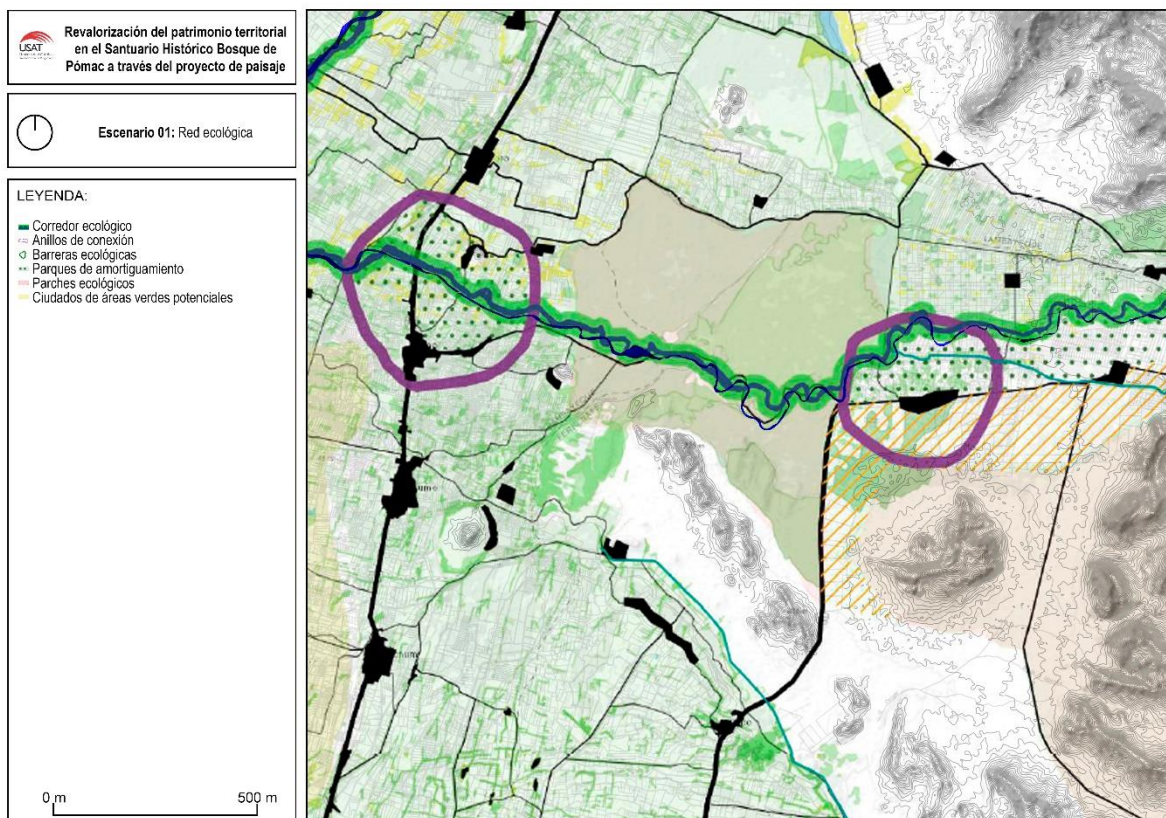 USAT
Revalorización del patrimonio territorial
en el Santuario Histórico Bosque de
Pómac a través del proyecto de paisaje
Escenario 01: Red ecológica
LEYENDA:
Corredor ecológico
Anillos de conexión
Barreras ecológicas
Parques de amortiguamiento
Parches ecológicos
Ciudados de áreas verdes potenciales
0 m
500 m